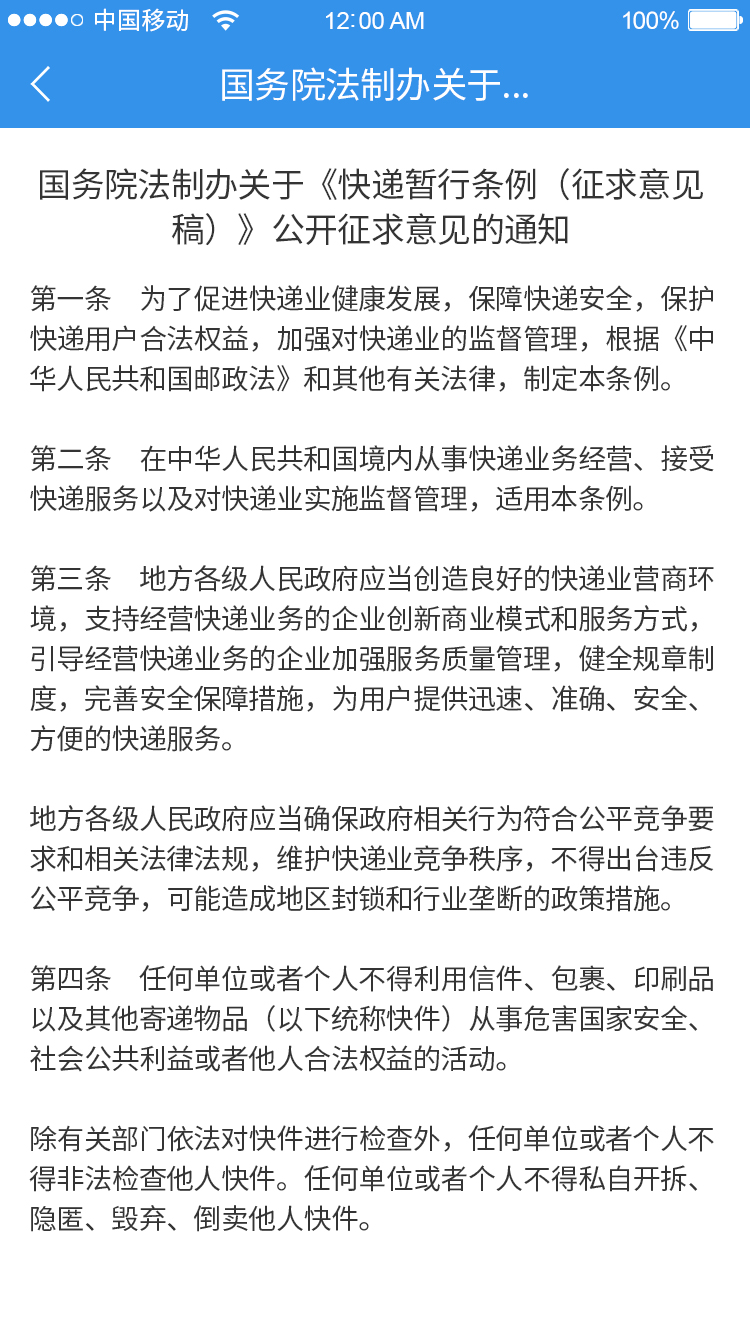 中国移动 12:00 AM 100%
国务院法制办关于...
国务院法制办关于《快递暂行条例（征求意见
稿）》公开征求意见的通知
第一条　为了促进快递业健康发展，保障快递安全，保护
快递用户合法权益，加强对快递业的监督管理，根据《中
华人民共和国邮政法》和其他有关法律，制定本条例。
第二条　在中华人民共和国境内从事快递业务经营、接受
快递服务以及对快递业实施监督管理，适用本条例。
第三条　地方各级人民政府应当创造良好的快递业营商环
境，支持经营快递业务的企业创新商业模式和服务方式，
引导经营快递业务的企业加强服务质量管理，健全规章制
度，完善安全保障措施，为用户提供迅速、准确、安全、
方便的快递服务。
地方各级人民政府应当确保政府相关行为符合公平竞争要
求和相关法律法规，维护快递业竞争秩序，不得出台违反
公平竞争，可能造成地区封锁和行业垄断的政策措施。
第四条　任何单位或者个人不得利用信件、包裹、印刷品
以及其他寄递物品（以下统称快件）从事危害国家安全、
社会公共利益或者他人合法权益的活动。
除有关部门依法对快件进行检查外，任何单位或者个人不
得非法检查他人快件。任何单位或者个人不得私自开拆、
隐匿、毁弃、倒卖他人快件。